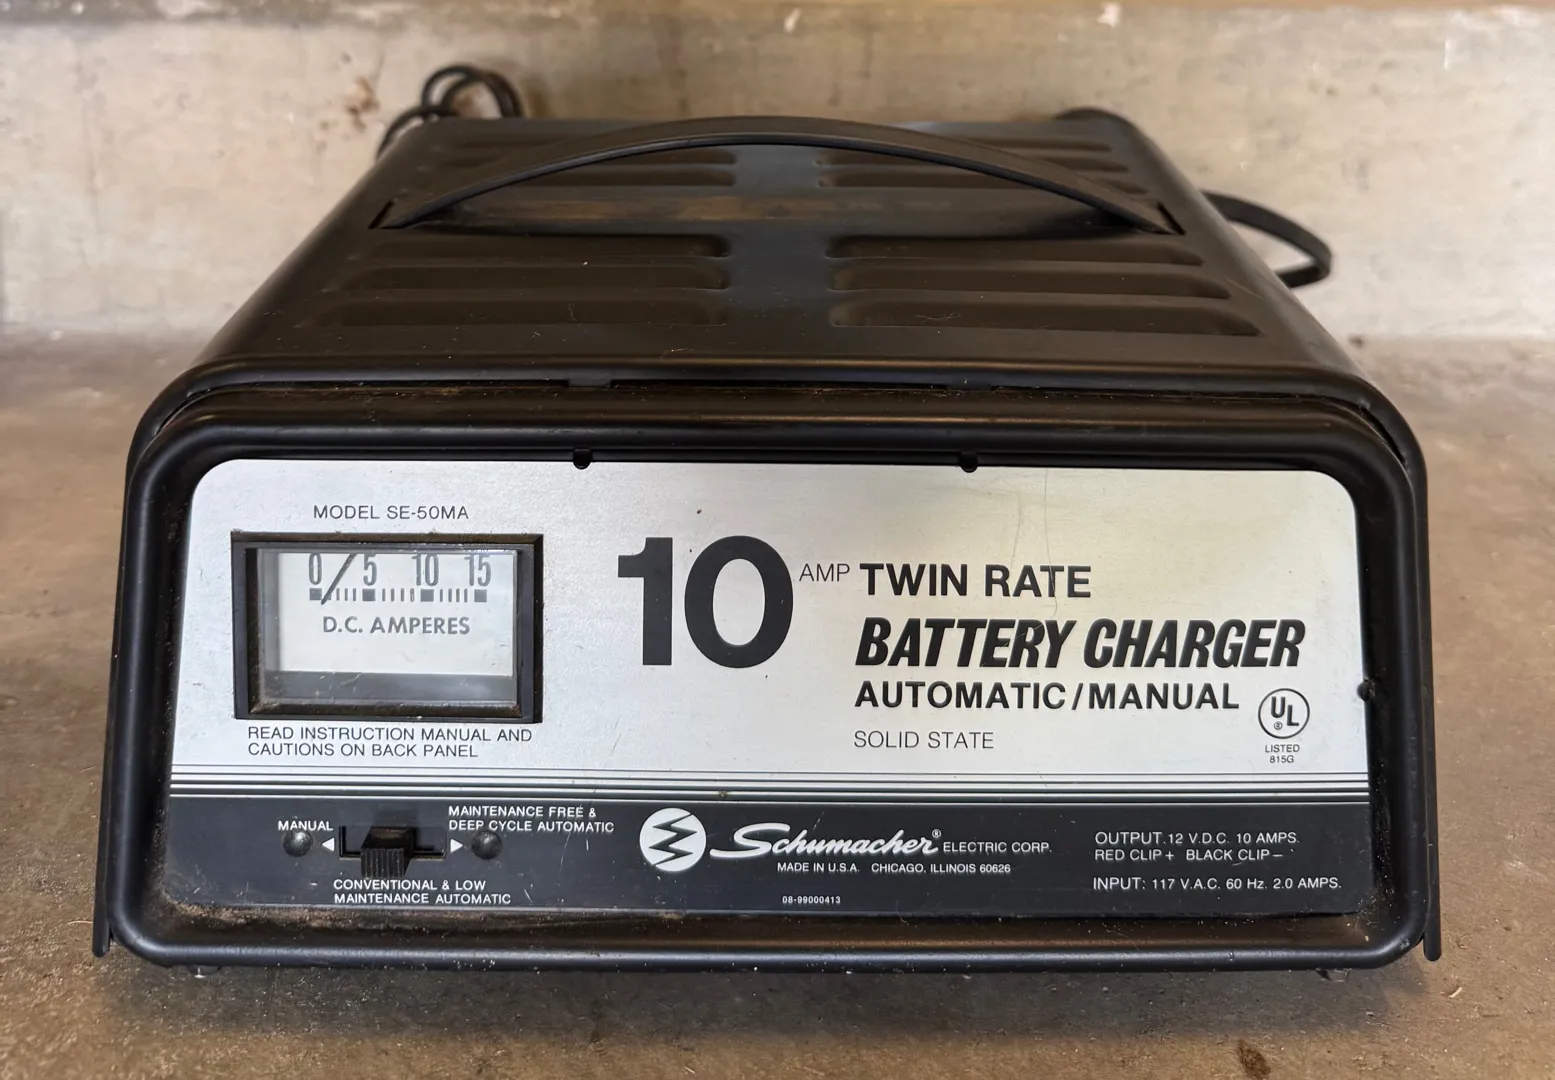 MODEL SE-50MA
0 5 10 15
D.C. AMPERES
READ INSTRUCTION MANUAL AND
CAUTIONS ON BACK PANEL
10 AMP TWIN RATE
BATTERY CHARGER
AUTOMATIC/MANUAL
SOLID STATE
UL
®
LISTED
815G
MANUAL
MAINTENANCE FREE &
DEEP CYCLE AUTOMATIC
CONVENTIONAL & LOW
MAINTENANCE AUTOMATIC
Schumacher® ELECTRIC CORP.
MADE IN U.S.A. CHICAGO, ILLINOIS 60626
08-99000413
OUTPUT.12 V.D.C. 10 AMPS.
RED CLIP+ BLACK CLIP–
INPUT: 117 V.A.C. 60 Hz. 2.0 AMPS.